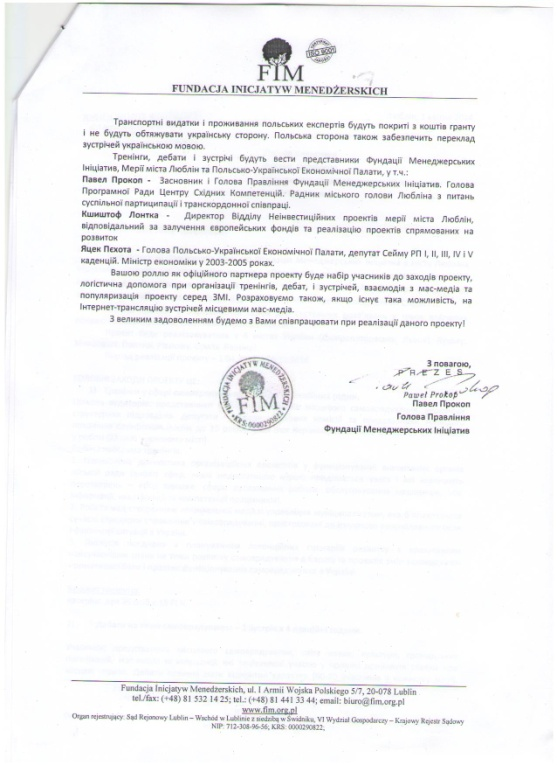 FIM
ISO 9001
FUNDACJA INICJATYW MENEDŻERSKICH
Транспортні видатки і проживання польських експертів будуть покриті з коштів гранту
і не будуть обтяжувати українську сторону. Польська сторона також забезпечить переклад
зустрічей українською мовою.
Тренінги, дебати і зустрічі будуть вести представники Фундації Менеджерських
Ініціатив, Мерії міста Люблін та Польсько-Української Економічної Палати, у т.ч.:
Павел Прокоп - Засновник і Голова Правління Фундації Менеджерських Ініціатив. Голова
Програмної Ради Центру Східних Компетенцій. Радник міського голови Любліна з питань
суспільної партиципації і транскордонної співпраці.
Кшиштоф Лонтка - Директор Відділу Неінвестиційних проектів мерії міста Люблін,
відповідальний за залучення європейських фондів та реалізацію проектів спрямованих на
розвиток
Яцек Пєхота - Голова Польсько-Української Економічної Палати, депутат Сейму РП І, ІІ, ІІІ, IV і V
каденцій. Міністр економіки у 2003-2005 роках.
Вашою роллю як офіційного партнера проекту буде набір учасників до заходів проекту,
логістична допомога при організації тренінгів, дебат, і зустрічей, взаємодія з мас-медіа та
популяризація проекту серед ЗМІ. Розраховуємо також, якщо існує така можливість, на
Інтернет-трансляцію зустрічей місцевими мас-медіа.
З великим задоволенням будемо з Вами співпрацювати при реалізації даного проекту!
З повагою,
PREZES
Paweł Prokop
Павел Прокоп
Голова Правління
Фундації Менеджерських Ініціатив
FUNDACJA INICJATYW MENEDŻERSKICH
FIM
KRS: 0000290822
Fundacja Inicjatyw Menedżerskich, ul. I Armii Wojska Polskiego 5/7, 20-078 Lublin
tel./fax: (+48) 81 532 14 25; tel.: (+48) 81 441 33 44; email: biuro@fim.org.pl
www.fim.org.pl
Organ rejestrujący: Sąd Rejonowy Lublin – Wschód w Lublinie z siedzibą w Świdniku, VI Wydział Gospodarczy – Krajowy Rejestr Sądowy
NIP: 712-308-96-56; KRS: 0000290822;